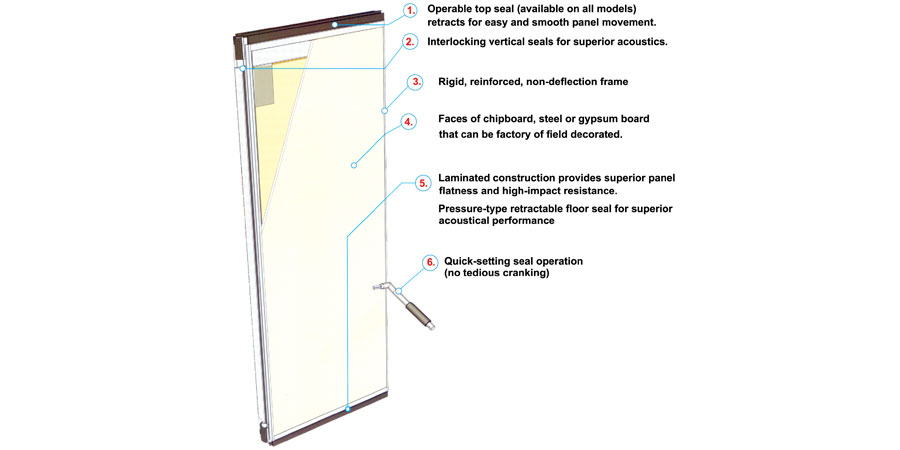 1. Operable top seal (available on all models)
retracts for easy and smooth panel movement.
2. Interlocking vertical seals for superior acoustics.
3. Rigid, reinforced, non-deflection frame
4. Faces of chipboard, steel or gypsum board
that can be factory of field decorated.
5. Laminated construction provides superior panel
flatness and high-impact resistance.
Pressure-type retractable floor seal for superior
acoustical performance
6. Quick-setting seal operation
(no tedious cranking)